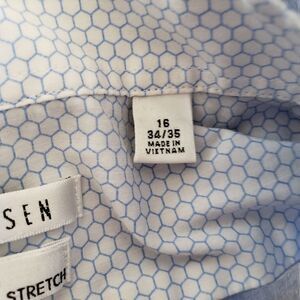 16
34/35
MADE IN
VIETNAM
SEN
STRETCH